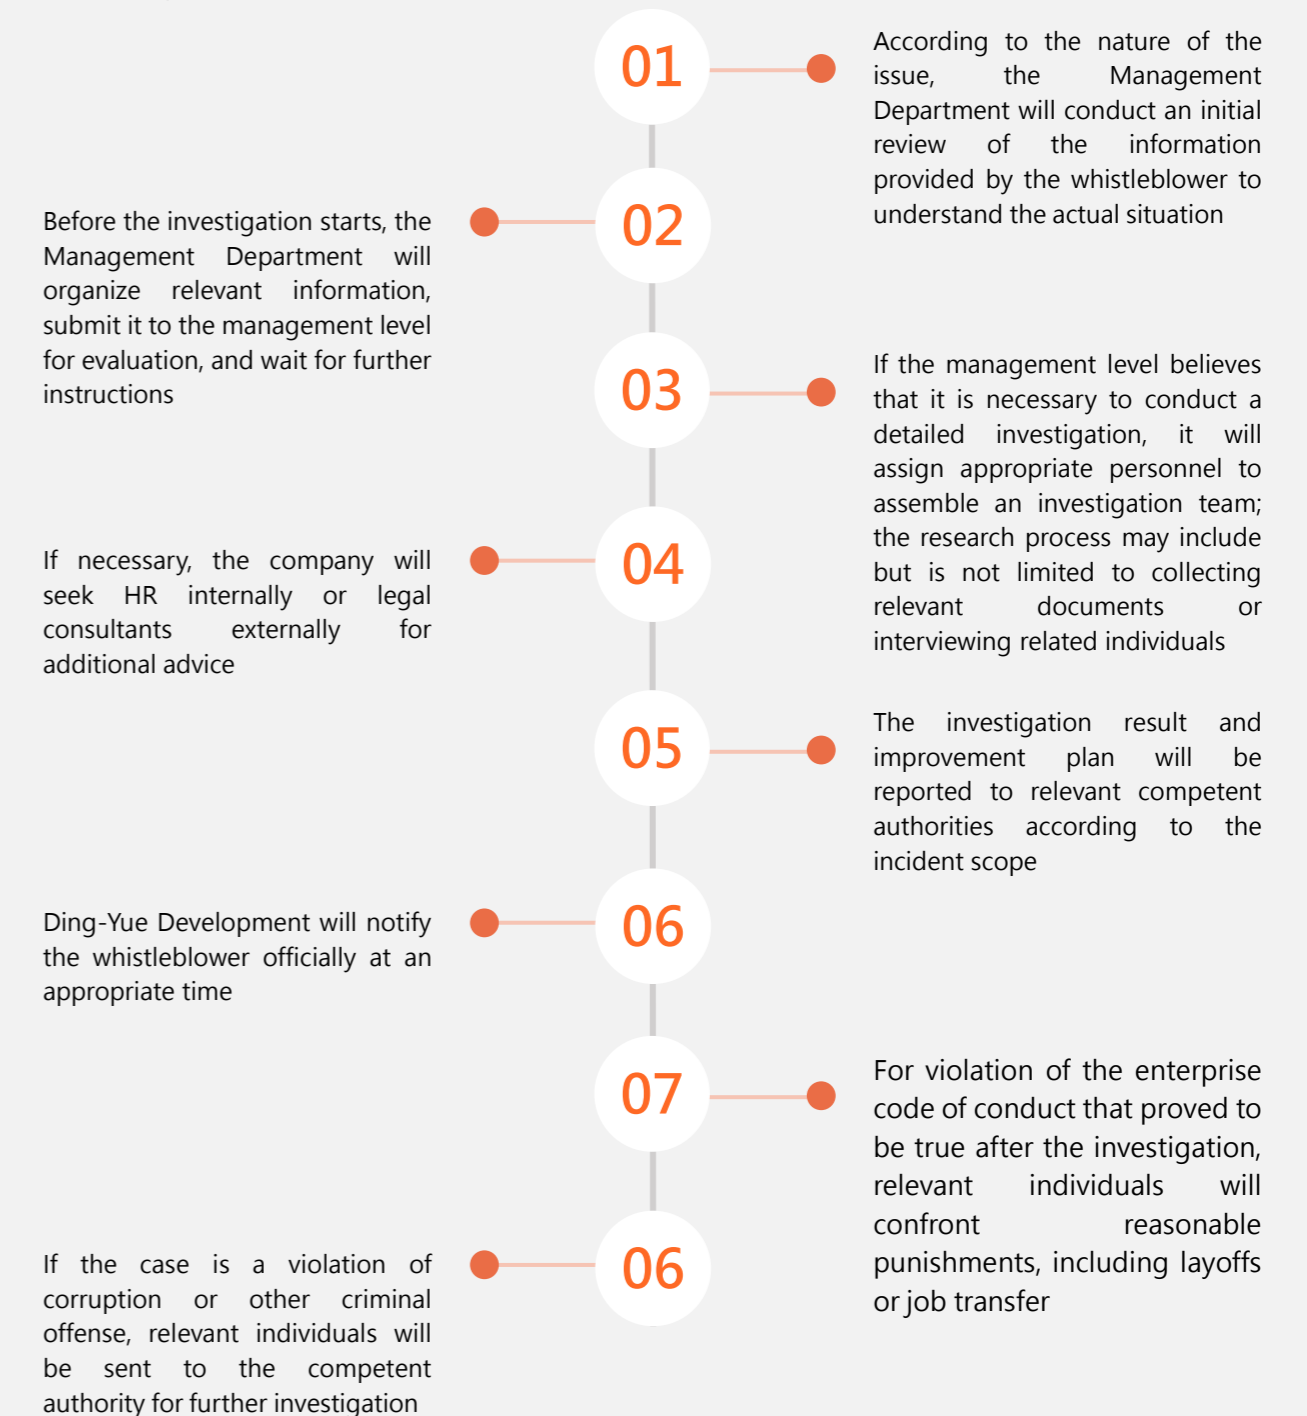 01
According to the nature of the
issue, the Management
Department will conduct an initial
review of the information
provided by the whistleblower to
understand the actual situation
02
Before the investigation starts, the
Management Department will
organize relevant information,
submit it to the management level
for evaluation, and wait for further
instructions
03
If the management level believes
that it is necessary to conduct a
detailed investigation, it will
assign appropriate personnel to
assemble an investigation team;
the research process may include
but is not limited to collecting
relevant documents or
interviewing related individuals
04
If necessary, the company will
seek HR internally or legal
consultants externally for
additional advice
05
The investigation result and
improvement plan will be
reported to relevant competent
authorities according to the
incident scope
06
Ding-Yue Development will notify
the whistleblower officially at an
appropriate time
07
For violation of the enterprise
code of conduct that proved to
be true after the investigation,
relevant individuals will
confront reasonable
punishments, including layoffs
or job transfer
06
If the case is a violation of
corruption or other criminal
offense, relevant individuals will
be sent to the competent
authority for further investigation